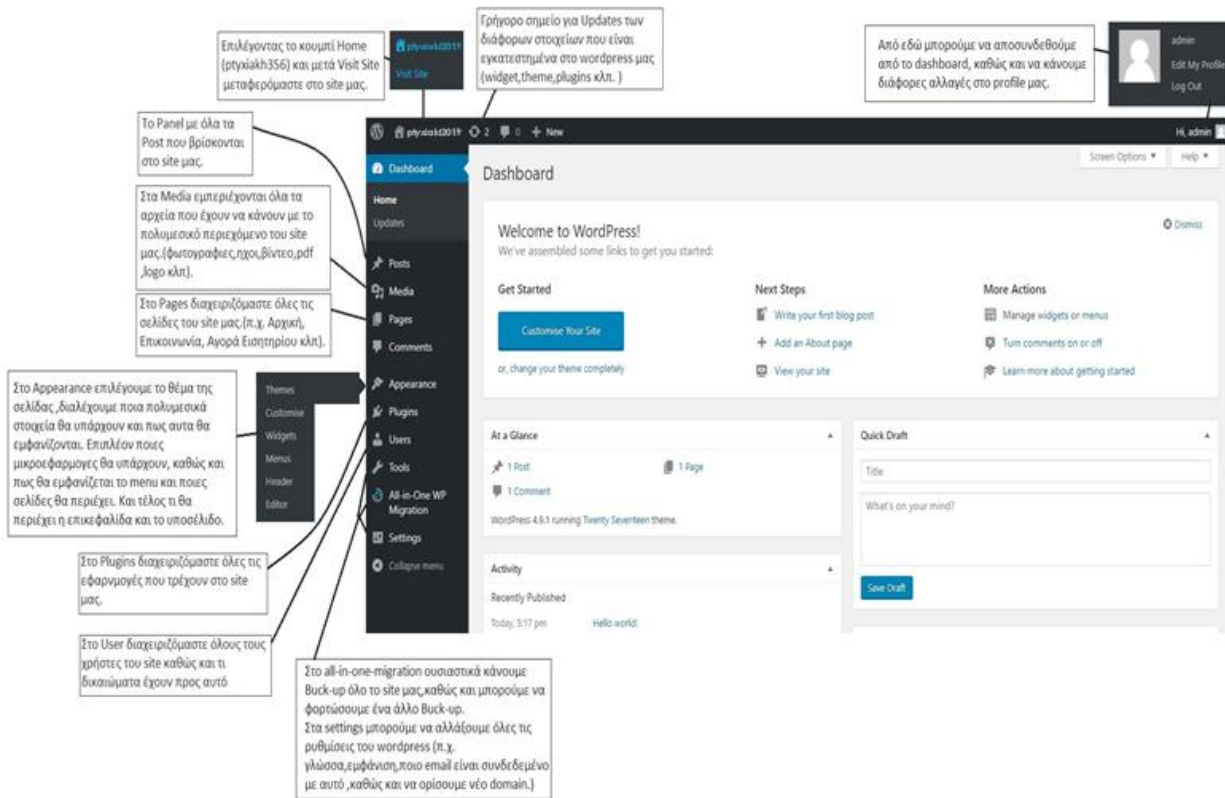 Επιλέγοντας το κουμπί Home
(ptyxiakh356) και μετά Visit Site
μεταφερόμαστε στο site μας.
ptyxiakd2019
Visit Site
Γρήγορο σημείο για Updates των
διάφορων στοιχείων που είναι
εγκατεστημένα στο wordpress μας
(widget,theme,plugins κλπ. )
Από εδώ μπορούμε να αποσυνδεθούμε
από το dashboard, καθώς και να κάνουμε
διάφορες αλλαγές στο profile μας.
admin
Edit My Profile
Log Out
Το Panel με όλα τα
Post που βρίσκονται
στο site μας.
Στα Media εμπεριέχονται όλα τα
αρχεία που έχουν να κάνουν με το
πολυμεσικό περιεχόμενο του site
μας.(φωτογραφιες,ηχοι,βίντεο,pdf
,logo κλπ).
Στο Pages διαχειριζόμαστε όλες τις
σελίδες του site μας.(π.χ. Αρχική,
Επικοινωνία, Αγορά Εισητηρίου κλπ).
Στο Appearance επιλέγουμε το θέμα της
σελίδας ,διαλέχουμε ποια πολυμεσικά
στοιχεία θα υπάρχουν και πως αυτα θα
εμφανίζονται. Επιπλέον ποιες
μικροεφαρμογες θα υπάρχουν, καθώς και
πως θα εμφανίζεται το menu και ποιες
σελίδες θα περιέχει. Και τέλος τι θα
περιέχει η επικεφαλίδα και το υποσέλιδο.
Themes
Customise
Widgets
Menus
Header
Editor
Στο Plugins διαχειριζόμαστε όλες τις
εφαρνμογές που τρέχουν στο site
μας.
Στο User διαχειριζόμαστε όλους τους
χρήστες του site καθώς και τι
δικαιώματα έχουν προς αυτό
Στο all-in-one-migration ουσιαστικά κάνουμε
Buck-up όλο το site μας,καθώς και μπορούμε να
φορτώσουμε ένα άλλο Buck-up.
Στα settings μπορούμε να αλλάξουμε όλες τις
ρυθμίσεις του wordpress (π.χ.
γλώσσα,εμφάνιση,ποιο email είναι συνδεδεμένο
με αυτό ,καθώς και να ορίσουμε νέο domain.)
ptyxiakd2019 2 0 + New Hi, admin
Dashboard
Home
Updates
Posts
Media
Pages
Comments
Appearance
Plugins
Users
Tools
All-in-One WP
Migration
Settings
Collapse menu
Screen Options Help
Dashboard
Welcome to WordPress!
Dismiss
We've assembled some links to get you started:
Get Started
Customise Your Site
or, change your theme completely
Next Steps
Write your first blog post
Add an About page
View your site
More Actions
Manage widgets or menus
Turn comments on or off
Learn more about getting started
At a Glance
1 Post 1 Page
1 Comment
WordPress 4.9.1 running Twenty Seventeen theme.
Activity
Recently Published
Today, 5:17 pm Hello world!
Quick Draft
Title
What's on your mind?
Save Draft